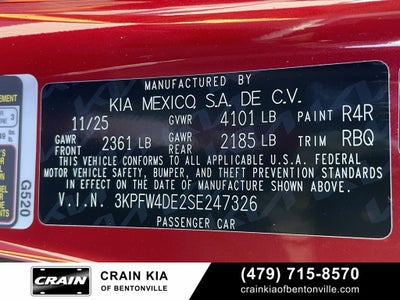 MANUFACTURED BY
KIA MEXICO, S.A. DE C.V.
11/25 GVWR 4101 LB PAINT R4R
GAWR FRONT 2361 LB GAWR REAR 2185 LB TRIM RBQ
THIS VEHICLE CONFORMS TO ALL APPLICABLE U.S.A. FEDERAL
MOTOR VEHICLE SAFETY, BUMPER, AND THEFT PREVENTION STANDARDS
IN EFFECT ON THE DATE OF MANUFACTURE SHOWN ABOVE.
V.I.N. 3KPFW4DE2SE247326
PASSENGER CAR
G520
3
CRAIN
CRAIN KIA
OF BENTONVILLE
(479) 715-8570
crainkiaofbentonville.com